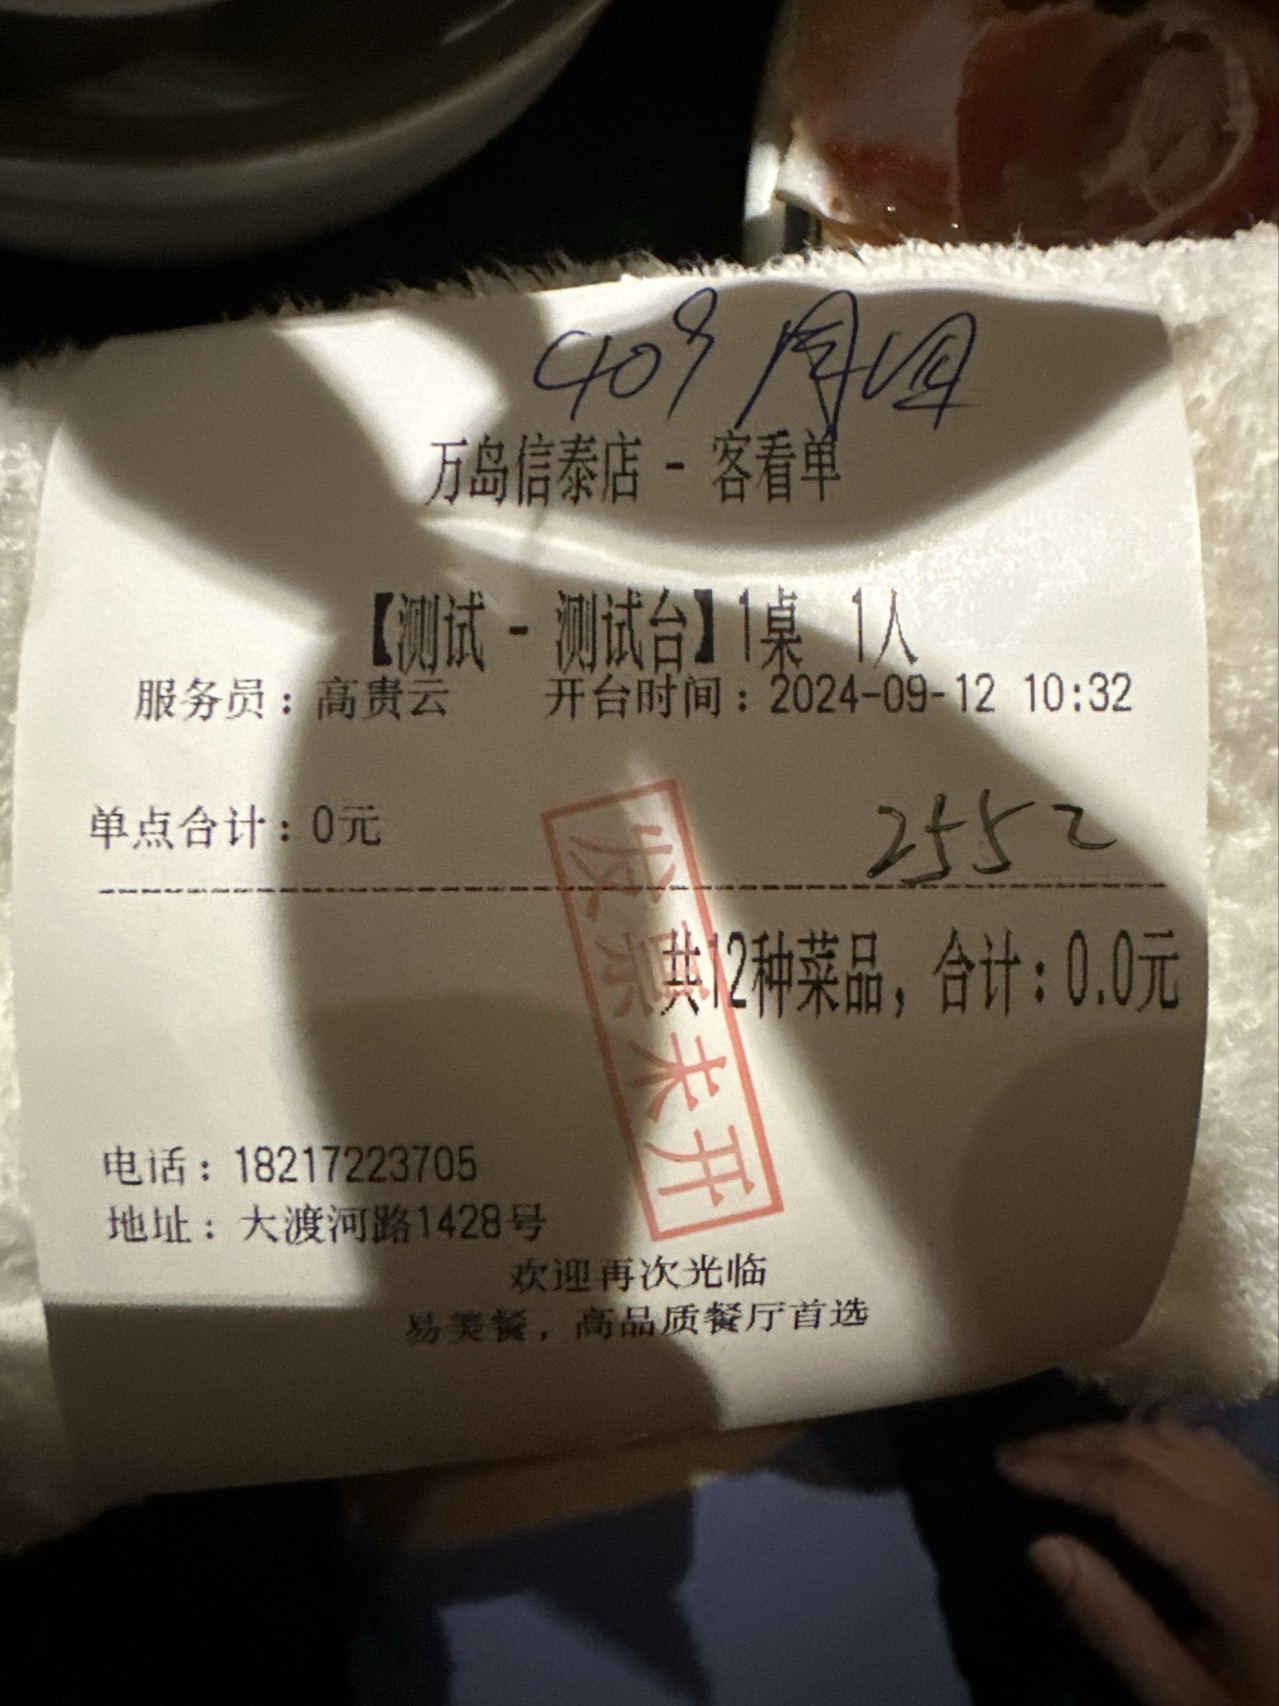 409
万岛信泰店 - 客看单
【测试 - 测试台】1桌 1人
服务员：高贵云 开台时间：2024-09-12 10:32
单点合计：0元
255
共12种菜品，合计：0.0元
发票未开
电话：18217223705
地址：大渡河路1428号
欢迎再次光临
易美餐，高品质餐厅首选